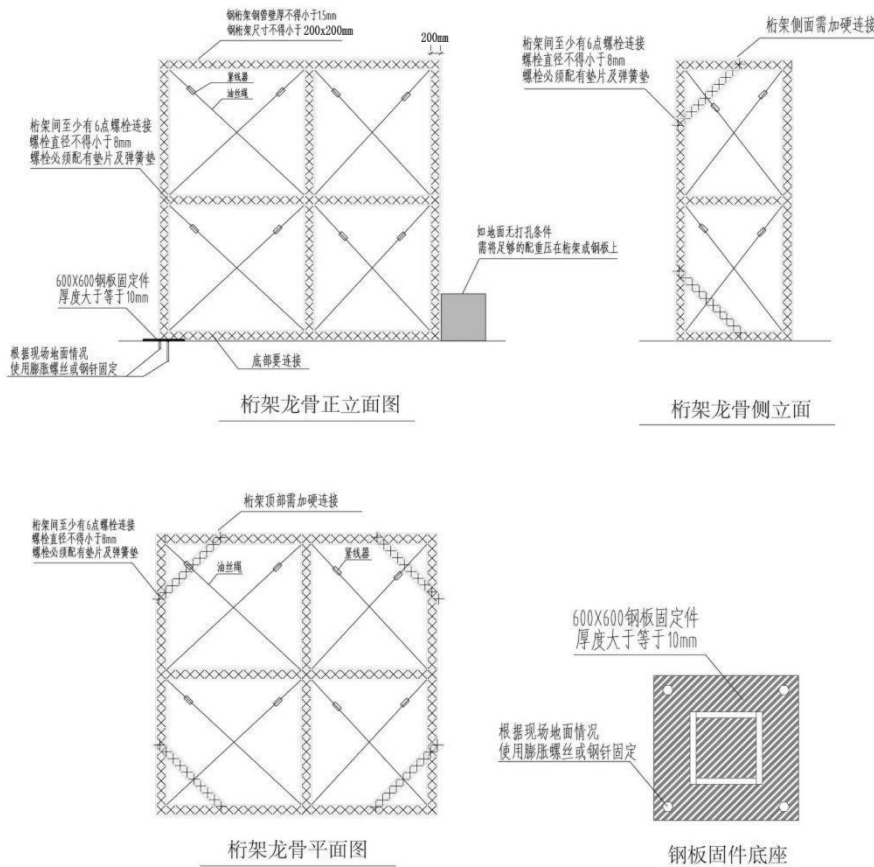 钢桁架钢管壁厚不得小于1.5mm
钢桁架尺寸不得小于200x200mm
200mm
紧线器
油丝绳
桁架间至少有6点螺栓连接
螺栓直径不得小于8mm
螺栓必须配有垫片及弹簧垫
如地面无打孔条件
需将足够的配重压在桁架或钢板上
600X600钢板固定件
厚度大于等于10mm
根据现场地面情况
使用膨胀螺丝或钢钎固定
底部要连接
桁架龙骨正立面图
桁架侧面需加硬连接
桁架间至少有6点螺栓连接
螺栓直径不得小于8mm
螺栓必须配有垫片及弹簧垫
桁架龙骨侧立面
桁架顶部需加硬连接
桁架间至少有6点螺栓连接
螺栓直径不得小于8mm
螺栓必须配有垫片及弹簧垫
油丝绳
紧线器
桁架龙骨平面图
600X600钢板固定件
厚度大于等于10mm
根据现场地面情况
使用膨胀螺丝或钢钎固定
钢板固件底座